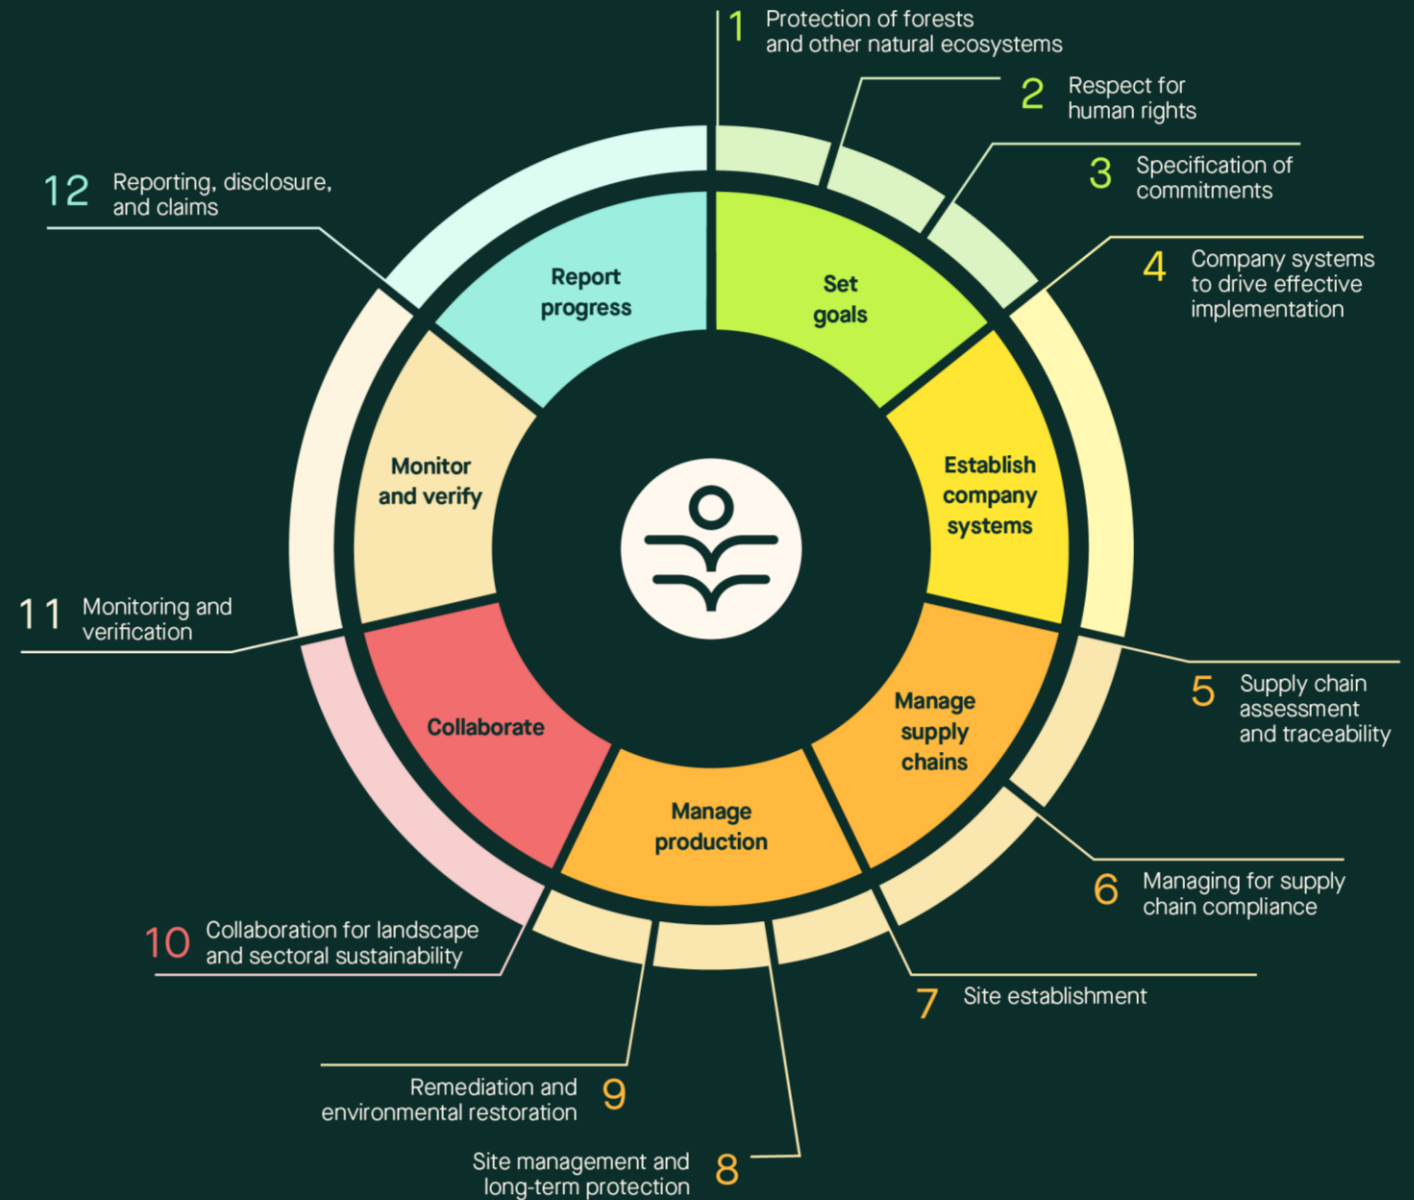 1 Protection of forests
and other natural ecosystems
2 Respect for
human rights
3 Specification of
commitments
4 Company systems
to drive effective
implementation
5 Supply chain
assessment
and traceability
6 Managing for supply
chain compliance
7 Site establishment
8 Site management and
long-term protection
9 Remediation and
environmental restoration
10 Collaboration for landscape
and sectoral sustainability
11 Monitoring and
verification
12 Reporting, disclosure,
and claims
Set
goals
Establish
company
systems
Manage
supply
chains
Manage
production
Collaborate
Monitor
and verify
Report
progress